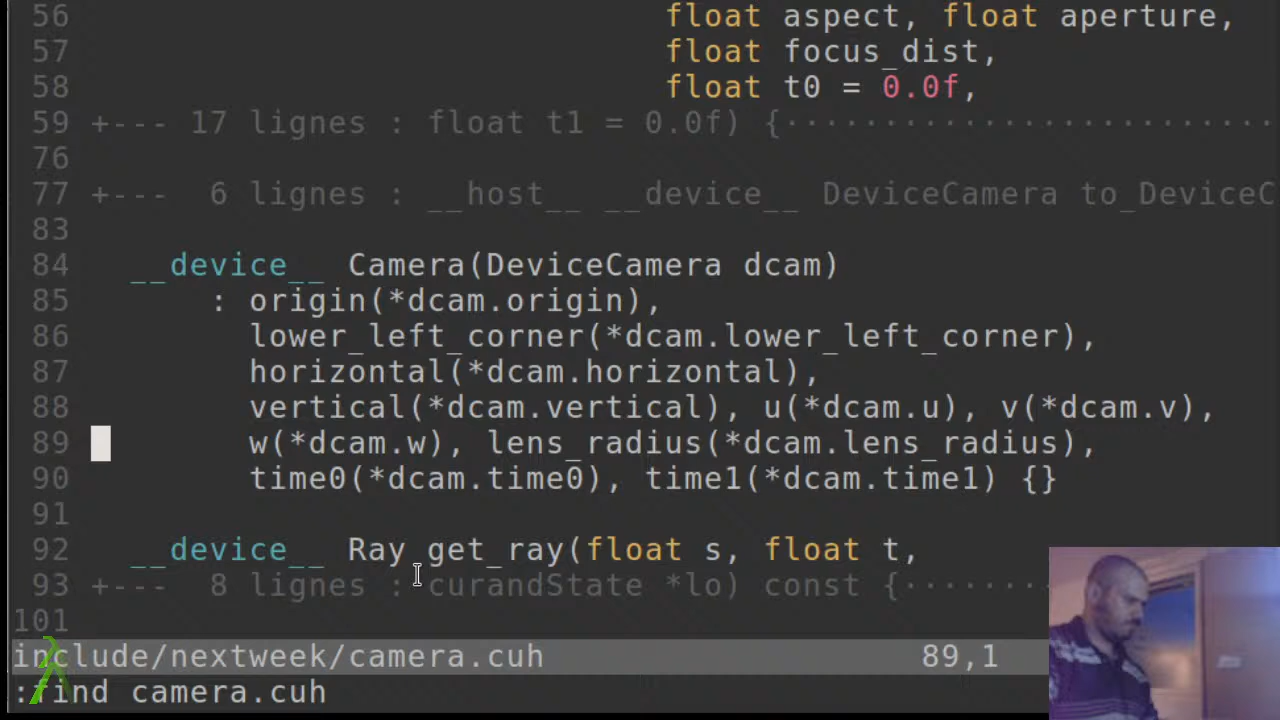 56 float aspect, float aperture,
57 float focus_dist,
58 float t0 = 0.0f,
59 +--- 17 lignes : float t1 = 0.0f) {·························
76
77 +---  6 lignes : __host__ __device__ DeviceCamera to_DeviceC
83
84 __device__ Camera(DeviceCamera dcam)
85 : origin(*dcam.origin),
86 lower_left_corner(*dcam.lower_left_corner),
87 horizontal(*dcam.horizontal),
88 vertical(*dcam.vertical), u(*dcam.u), v(*dcam.v),
89 w(*dcam.w), lens_radius(*dcam.lens_radius),
90 time0(*dcam.time0), time1(*dcam.time1) {}
91
92 __device__ Ray get_ray(float s, float t,
93 +---  8 lignes : curandState *lo) const {········
101
include/nextweek/camera.cuh 89,1
:find camera.cuh